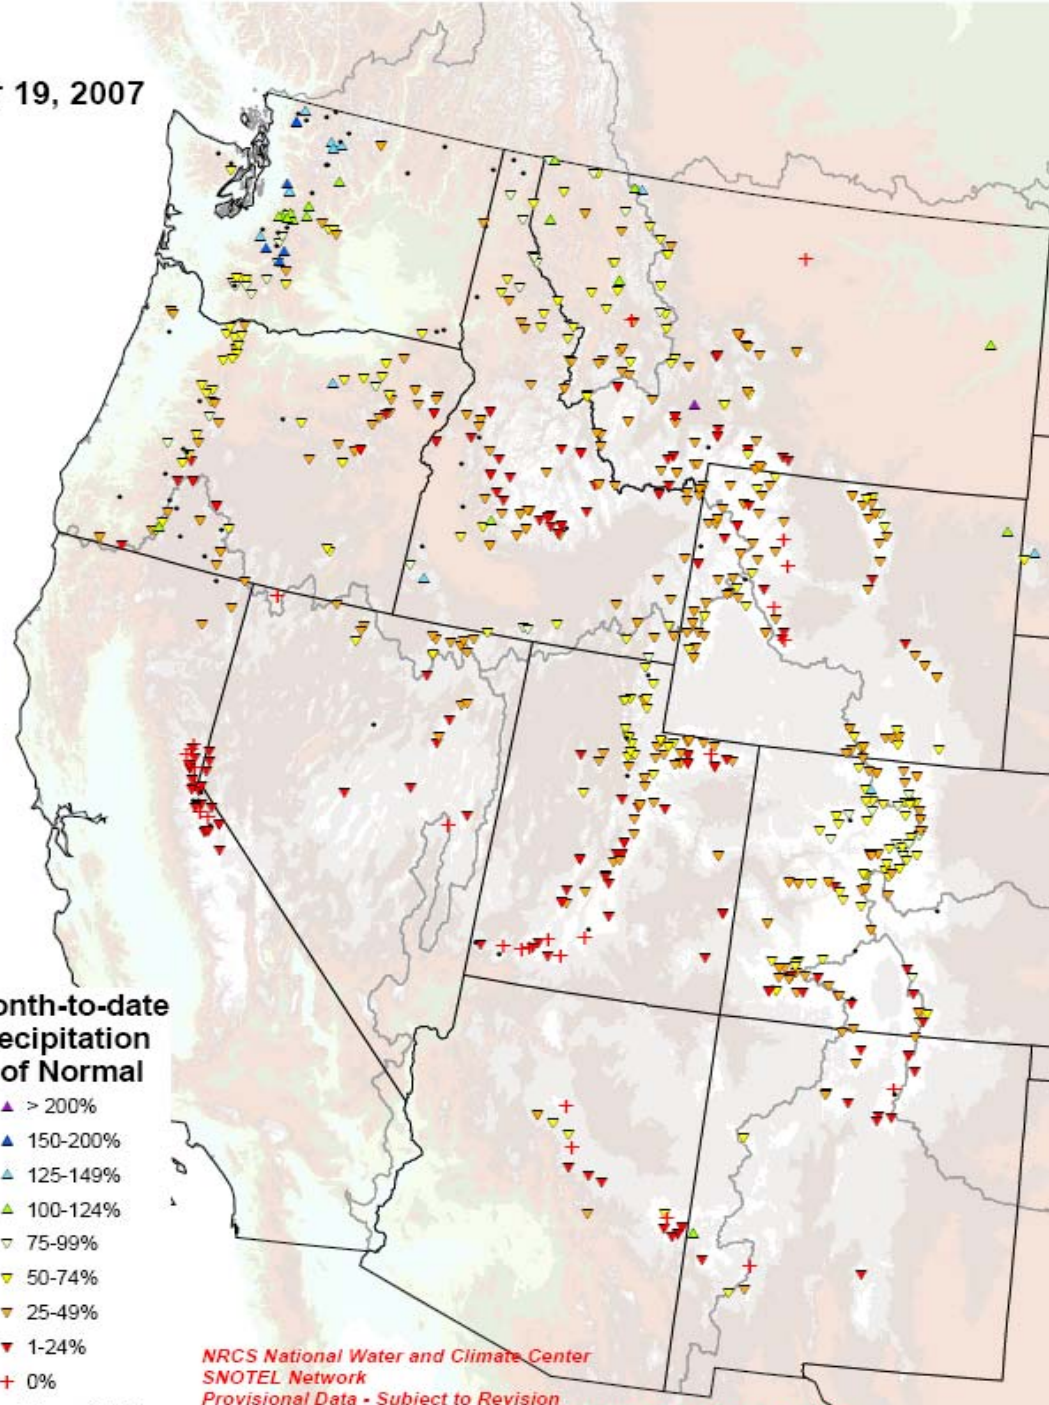 19, 2007
onth-to-date
ecipitation
of Normal
> 200%
150-200%
125-149%
100-124%
75-99%
50-74%
25-49%
1-24%
0%
NRCS National Water and Climate Center
SNOTEL Network
Provisional Data - Subject to Revision